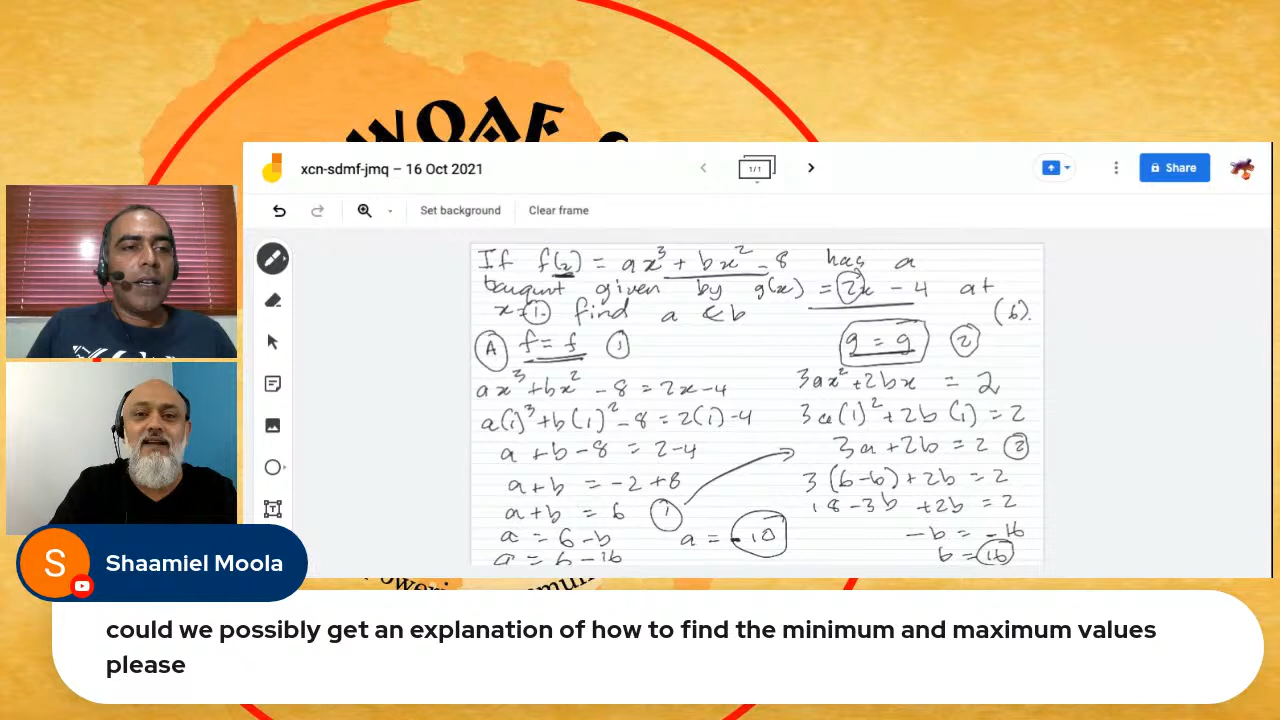 WQAF
xcn-sdmf-jmq – 16 Oct 2021
1/1
Share
Set background
Clear frame
If f(x) = ax³ + bx² - 8 has a
tangent given by g(x) = 2x - 4 at
x=1. find a & b (6).
A f = f 1
ax³ + bx² - 8 = 2x - 4
a(1)³ + b(1)² - 8 = 2(1) - 4
a + b - 8 = 2 - 4
a + b = -2 + 8
a + b = 6 1
a = 6 - b
a = 6 - 16
a = -10
g = g 2
3ax² + 2bx = 2
3a(1)² + 2b(1) = 2
3a + 2b = 2 2
3(6-b) + 2b = 2
18 - 3b + 2b = 2
-b = -16
b = 16
S
Shaamiel Moola
could we possibly get an explanation of how to find the minimum and maximum values
please